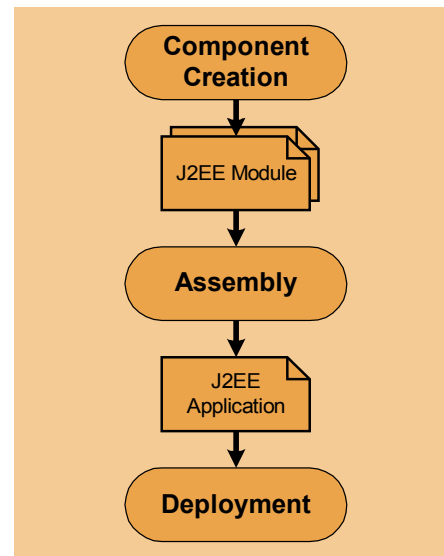 Component
Creation
J2EE Module
Assembly
J2EE
Application
Deployment